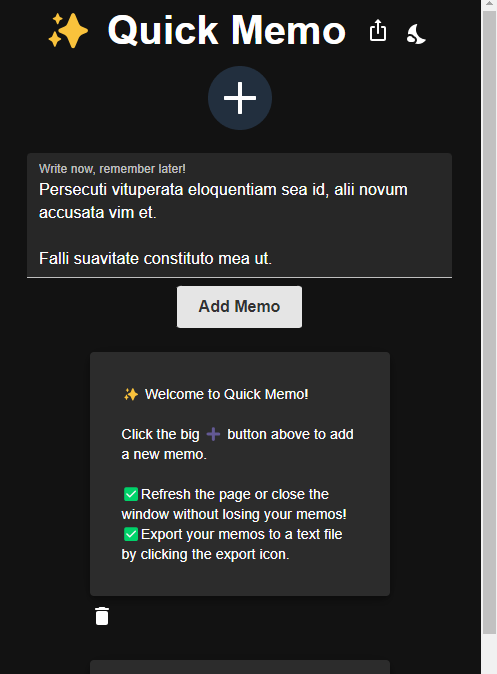 ✨ Quick Memo
Write now, remember later!
Persecuti vituperata eloquentiam sea id, alii novum
accusata vim et.
Falli suavitate constituto mea ut.
Add Memo
✨ Welcome to Quick Memo!
Click the big ➕ button above to add
a new memo.
✅Refresh the page or close the
window without losing your memos!
✅Export your memos to a text file
by clicking the export icon.